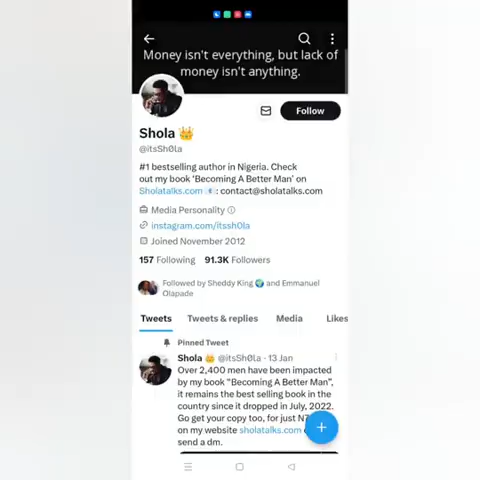 Money isn't everything, but lack of
money isn't anything.
Follow
Shola 👑
@itsSh0la
#1 bestselling author in Nigeria. Check
out my book ‘Becoming A Better Man’ on
Sholatalks.com 📧: contact@sholatalks.com
Media Personality
instagram.com/itssh0la
Joined November 2012
157 Following 91.3K Followers
Followed by Sheddy King 🌍 and Emmanuel
Olapade
Tweets Tweets & replies Media Likes
Pinned Tweet
Shola 👑 @itsSh0la · 13 Jan
Over 2,400 men have been impacted
by my book "Becoming A Better Man",
it remains the best selling book in the
country since it dropped in July, 2022.
Go get your copy too, for just
on my website sholatalks.com
send a dm.